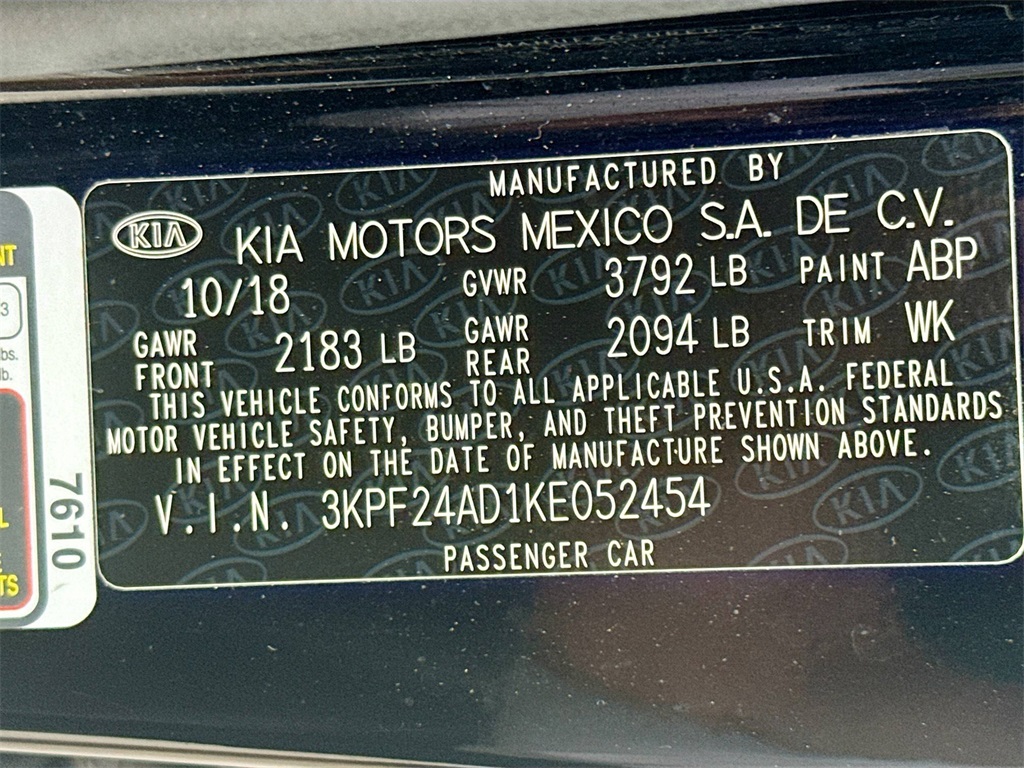 MANUFACTURED BY
KIA KIA MOTORS MEXICO S.A. DE C.V.
10/18 GVWR 3792 LB PAINT ABP
GAWR FRONT 2183 LB GAWR REAR 2094 LB TRIM WK
THIS VEHICLE CONFORMS TO ALL APPLICABLE U.S.A. FEDERAL
MOTOR VEHICLE SAFETY, BUMPER, AND THEFT PREVENTION STANDARDS
IN EFFECT ON THE DATE OF MANUFACTURE SHOWN ABOVE.
V.I.N. 3KPF24AD1KE052454
PASSENGER CAR
7610